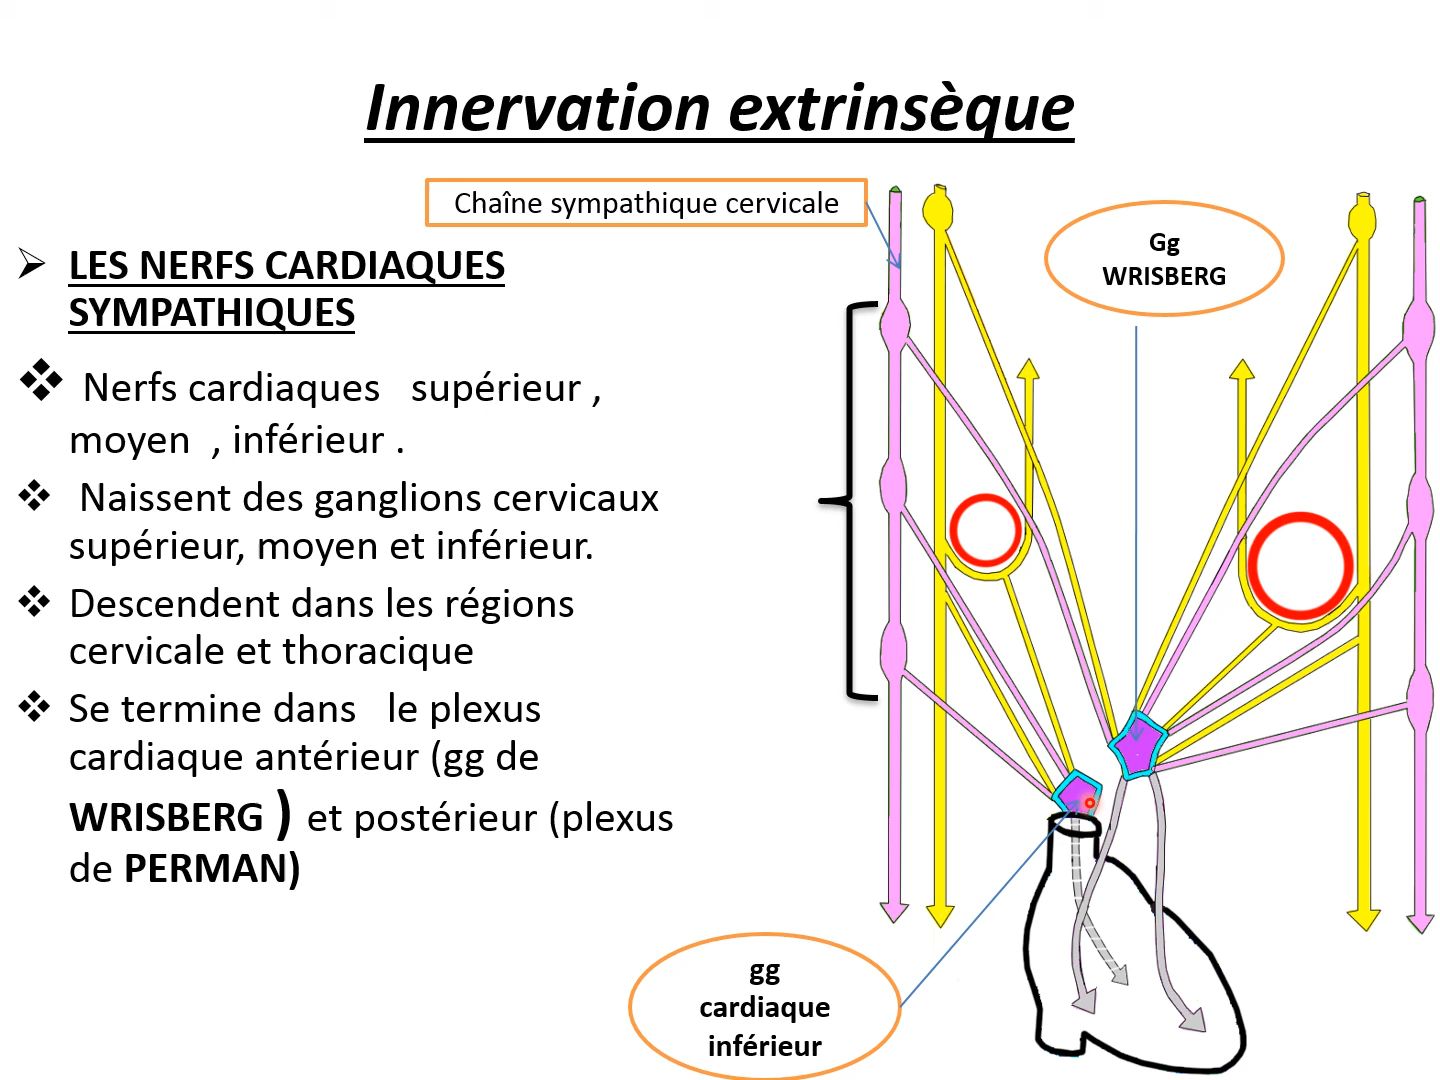 Innervation extrinsèque
Chaîne sympathique cervicale
Gg
WRISBERG
LES NERFS CARDIAQUES
SYMPATHIQUES
Nerfs cardiaques supérieur ,
moyen , inférieur .
Naissent des ganglions cervicaux
supérieur, moyen et inférieur.
Descendent dans les régions
cervicale et thoracique
Se termine dans le plexus
cardiaque antérieur (gg de
WRISBERG ) et postérieur (plexus
de PERMAN)
gg
cardiaque
inférieur